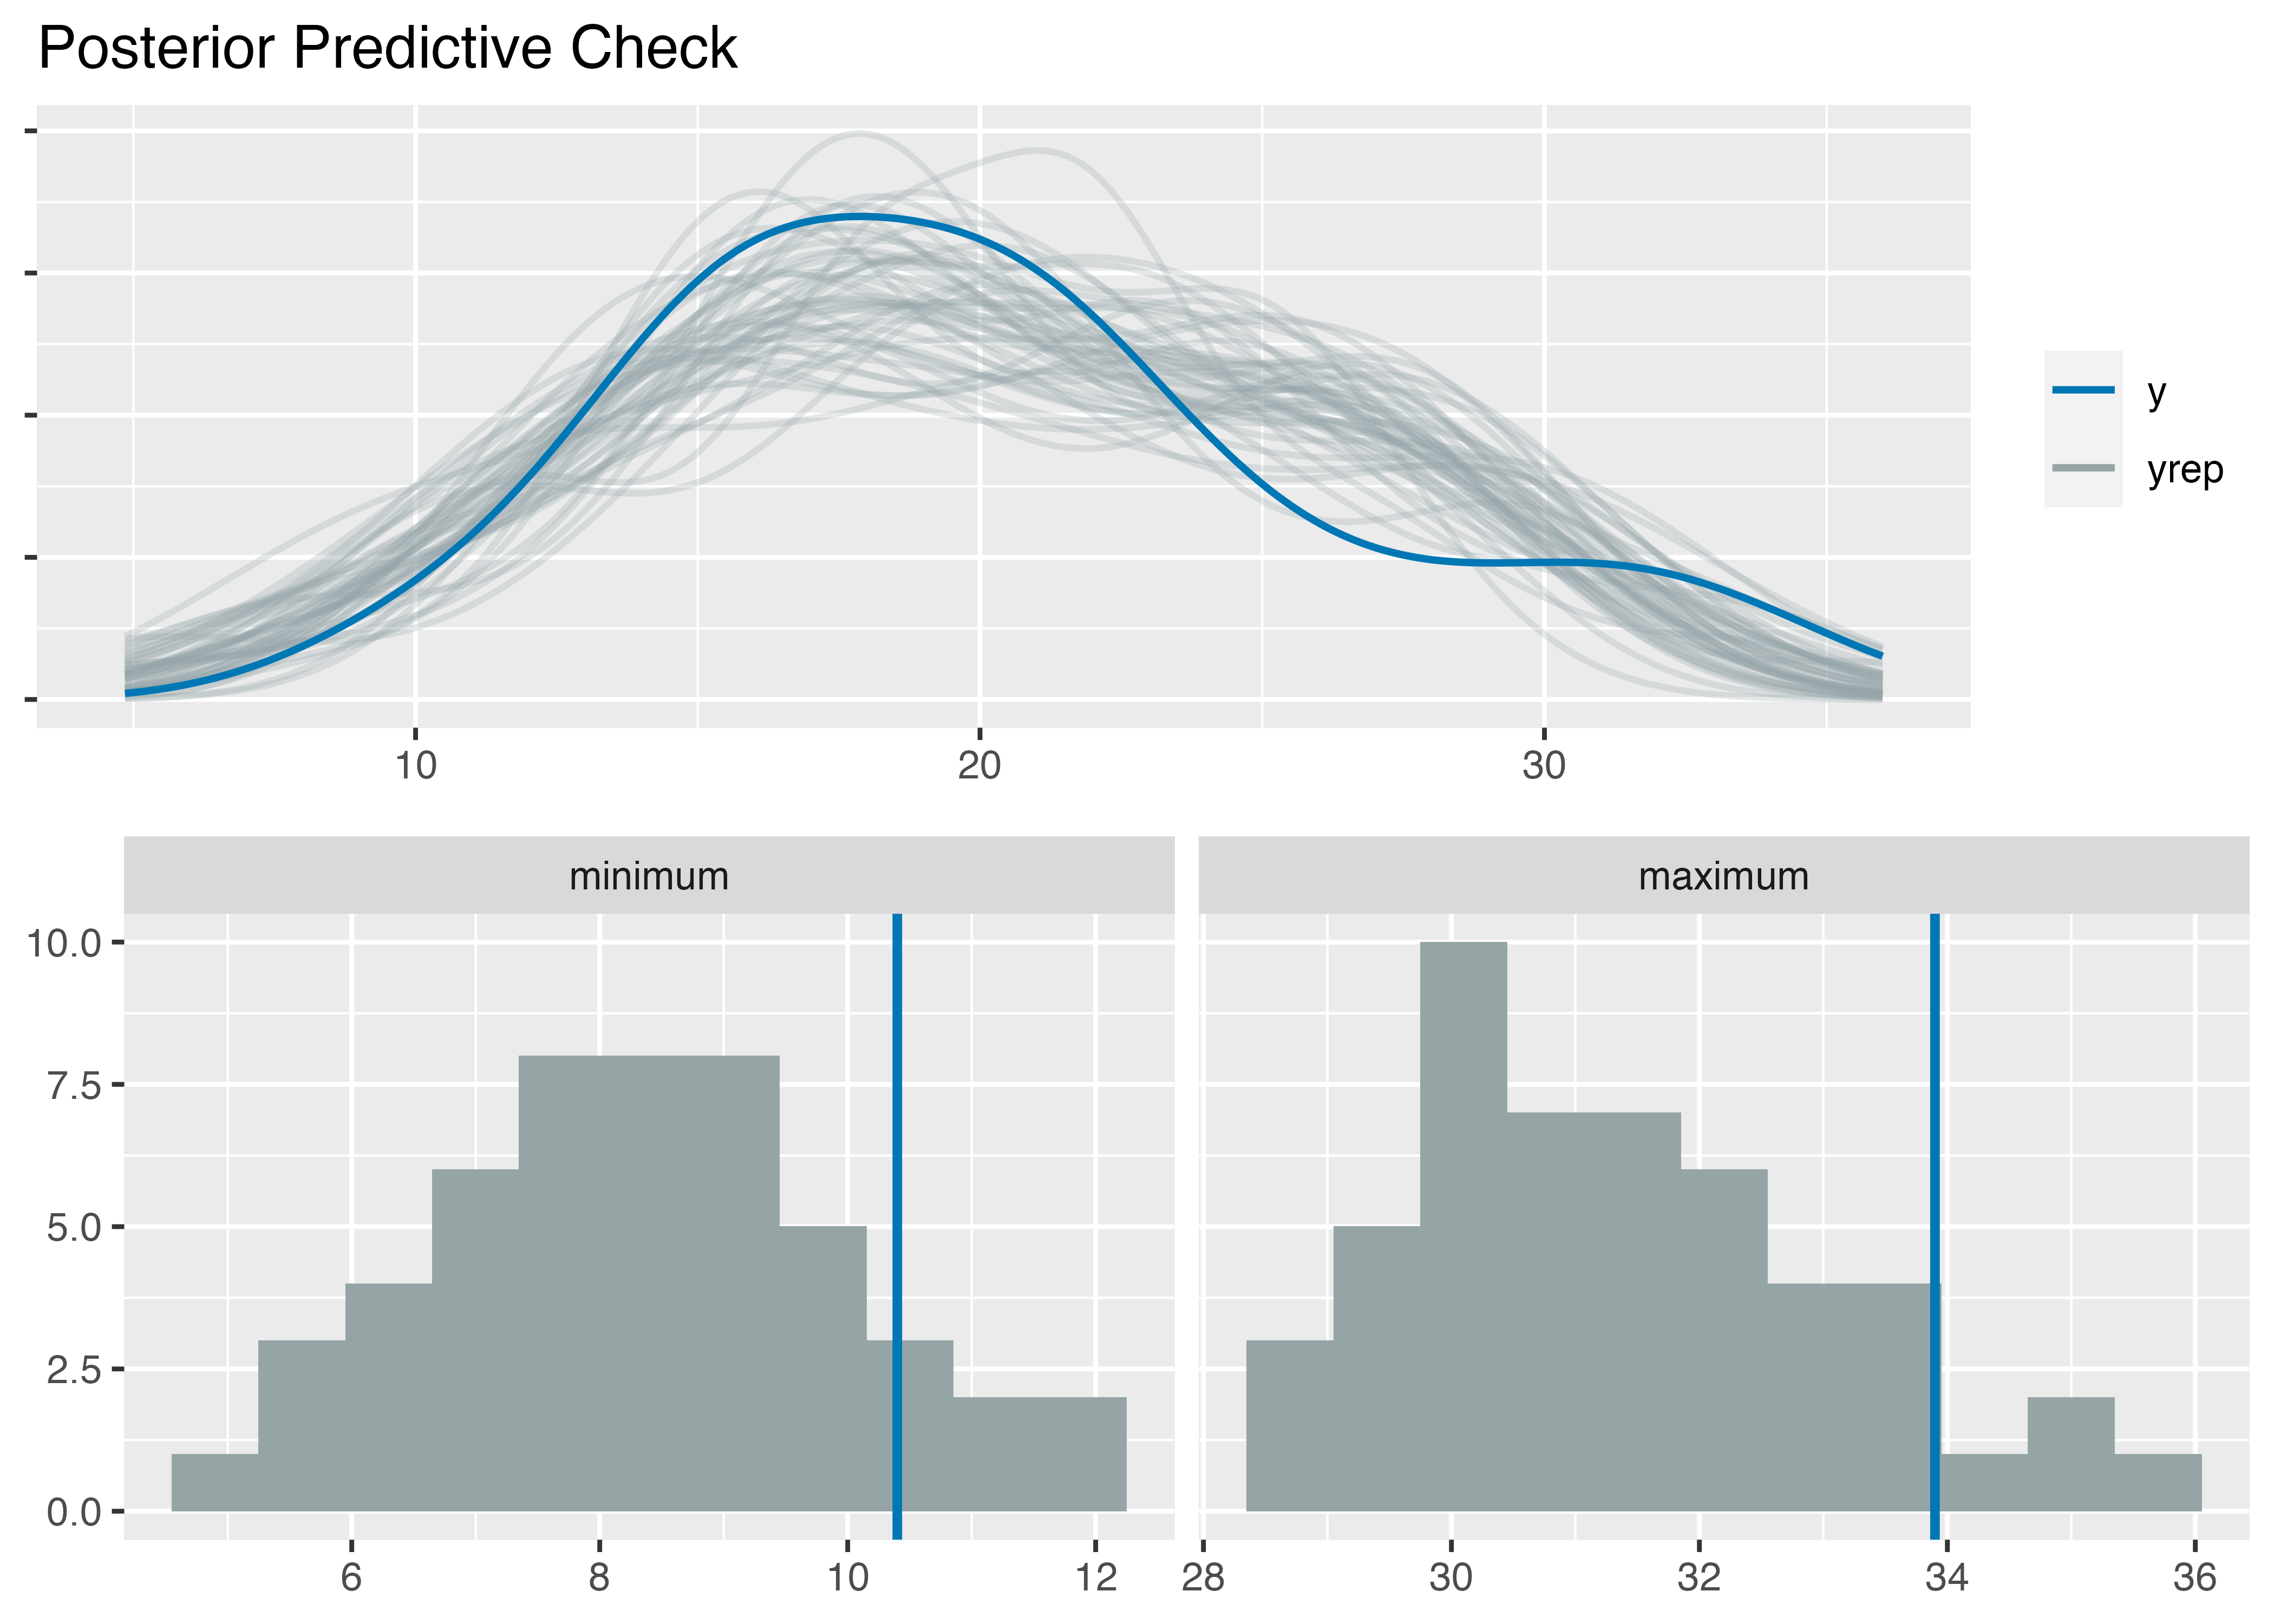 Posterior Predictive Check
y
yrep
10 20 30
minimum maximum
10.0
7.5
5.0
2.5
0.0
6 8 10 12 28 30 32 34 36